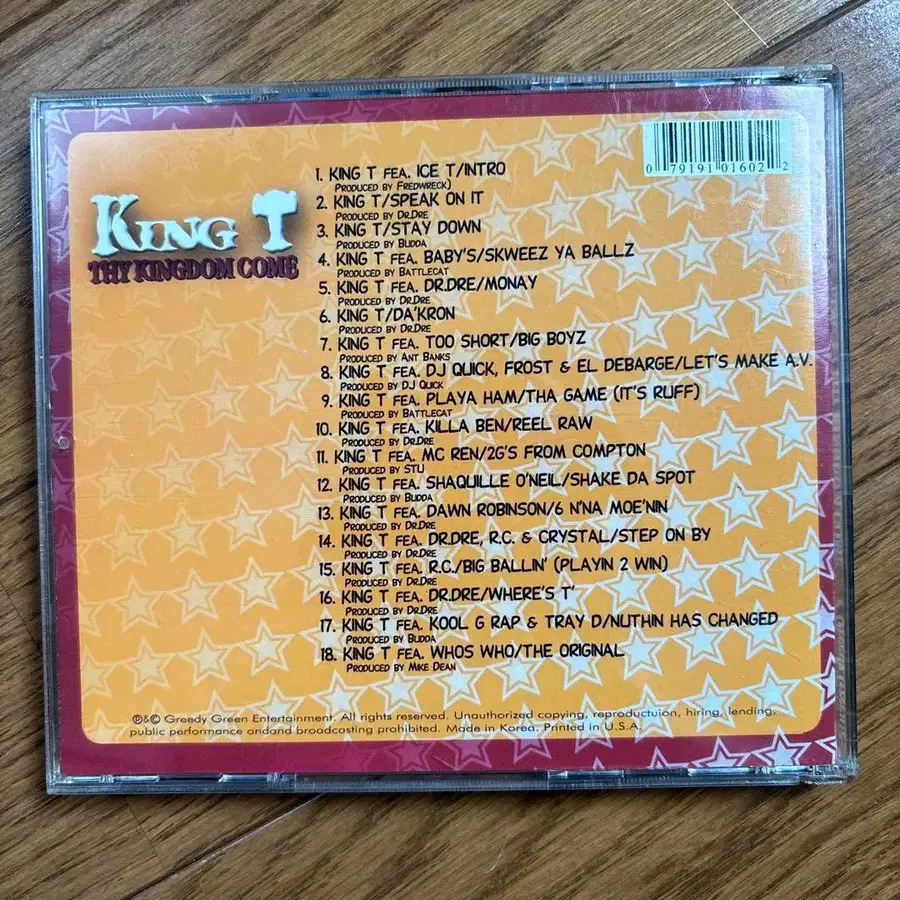 KING T
THY KINGDOM COME
0 79191 01602 2
1. KING T FEA. ICE T/INTRO
PRODUCED BY FREDWRECK)
2. KING T/SPEAK ON IT
PRODUCED BY DR.DRE
3. KING T/STAY DOWN
PRODUCED BY BUDDA
4. KING T FEA. BABY'S/SKWEEZ YA BALLZ
PRODUCED BY BATTLECAT
5. KING T FEA. DR.DRE/MONAY
PRODUCED BY DR.DRE
6. KING T/DA'KRON
PRODUCED BY DR.DRE
7. KING T FEA. TOO SHORT/BIG BOYZ
PRODUCED BY ANT BANKS
8. KING T FEA. DJ QUICK, FROST & EL DEBARGE/LET'S MAKE A.V.
PRODUCED BY DJ QUICK
9. KING T FEA. PLAYA HAM/THA GAME (IT'S RUFF)
PRODUCED BY BATTLECAT
10. KING T FEA. KILLA BEN/REEL RAW
PRODUCED BY DR.DRE
11. KING T FEA. MC REN/2G'S FROM COMPTON
PRODUCED BY STU
12. KING T FEA. SHAQUILLE O'NEIL/SHAKE DA SPOT
PRODUCED BY BUDDA
13. KING T FEA. DAWN ROBINSON/6 N'NA MOE'NIN
PRODUCED BY DR.DRE
14. KING T FEA. DR.DRE, R.C. & CRYSTAL/STEP ON BY
PRODUCED BY DR.DRE
15. KING T FEA. R.C./BIG BALLIN' (PLAYIN 2 WIN)
PRODUCED BY DR.DRE
16. KING T FEA. DR.DRE/WHERE'S T'
PRODUCED BY DR.DRE
17. KING T FEA. KOOL G RAP & TRAY D/NUTHIN HAS CHANGED
PRODUCED BY BUDDA
18. KING T FEA. WHOS WHO/THE ORIGINAL
PRODUCED BY MIKE DEAN
℗&© Greedy Green Entertainment. All rights reserved. Unauthorized copying, reproductuion, hiring, lending,
public performance andand broadcasting prohibited. Made in Korea. Printed in U.S.A.